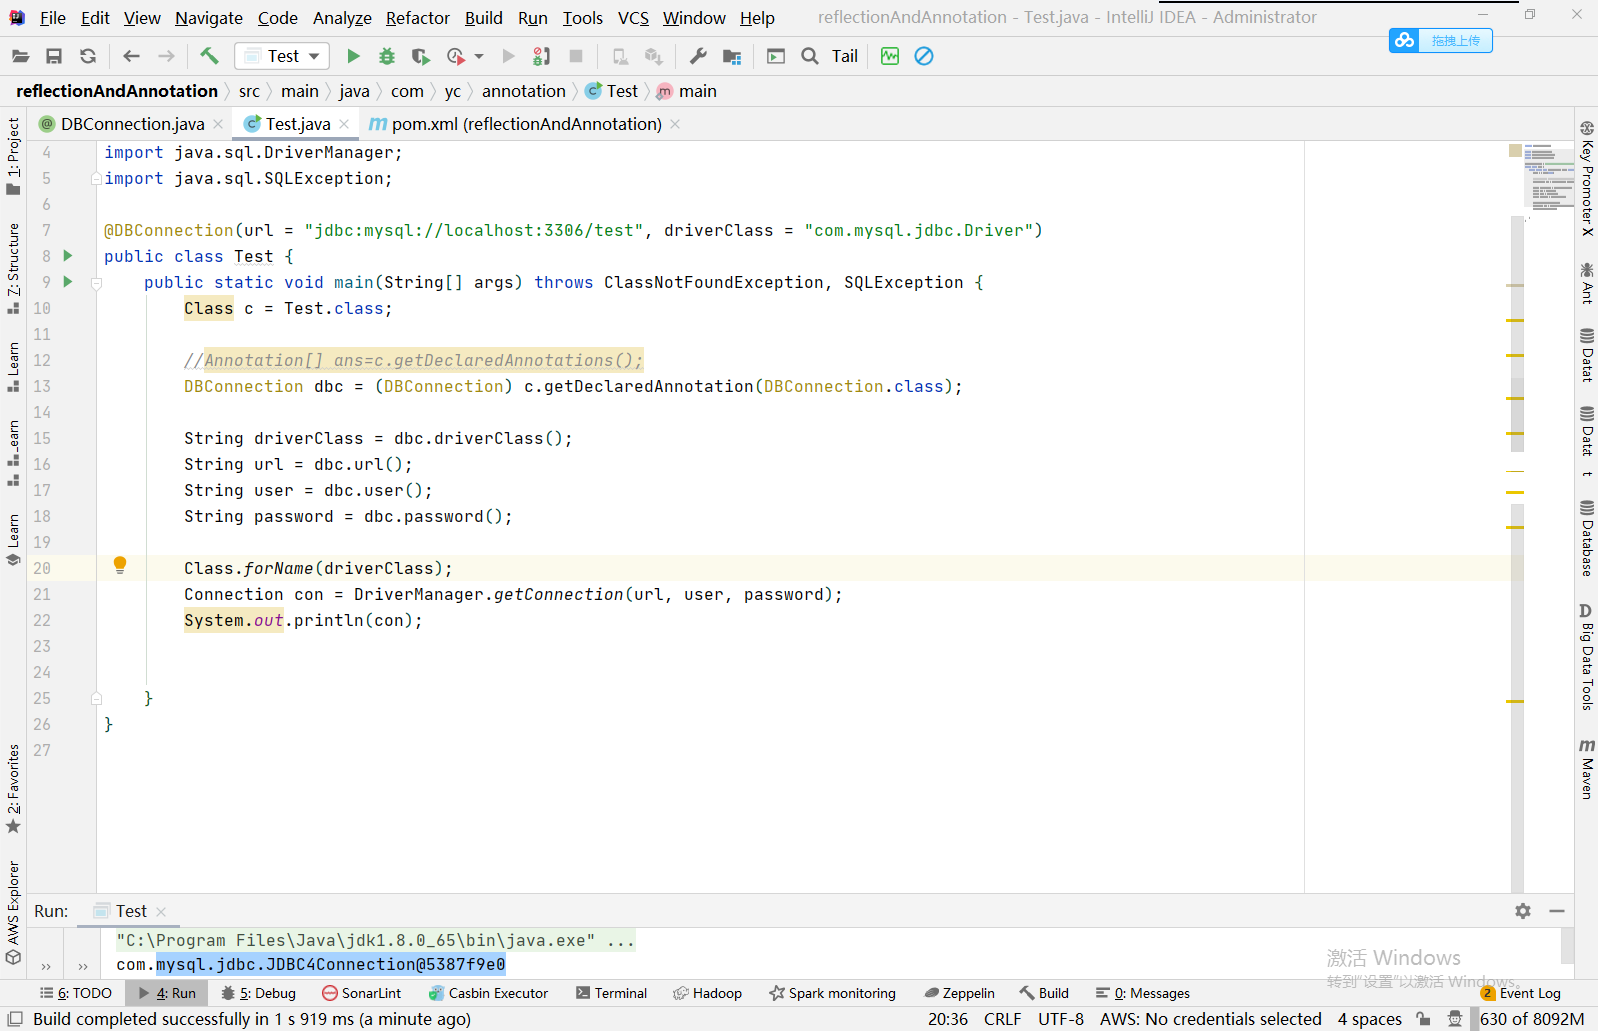 File Edit View Navigate Code Analyze Refactor Build Run Tools VCS Window Help reflectionAndAnnotation - Test.java - IntelliJ IDEA - Administrator
拖拽上传
Test Tail
reflectionAndAnnotation src main java com yc annotation Test main
DBConnection.java Test.java pom.xml (reflectionAndAnnotation)
4 import java.sql.DriverManager;
5 import java.sql.SQLException;
6
7 @DBConnection(url = "jdbc:mysql://localhost:3306/test", driverClass = "com.mysql.jdbc.Driver")
8 public class Test {
9 public static void main(String[] args) throws ClassNotFoundException, SQLException {
10 Class c = Test.class;
11
12 //Annotation[] ans=c.getDeclaredAnnotations();
13 DBConnection dbc = (DBConnection) c.getDeclaredAnnotation(DBConnection.class);
14
15 String driverClass = dbc.driverClass();
16 String url = dbc.url();
17 String user = dbc.user();
18 String password = dbc.password();
19
20 Class.forName(driverClass);
21 Connection con = DriverManager.getConnection(url, user, password);
22 System.out.println(con);
23
24
25 }
26 }
27
1: Project
7: Structure
Learn
Learn
2: Favorites
AWS Explorer
Key Promoter X
Ant
Datat
Database
Big Data Tools
Maven
Run: Test
"C:\Program Files\Java\jdk1.8.0_65\bin\java.exe" ...
com.mysql.jdbc.JDBC4Connection@5387f9e0
激活 Windows
转到"设置"以激活 Windows。
6: TODO 4: Run 5: Debug SonarLint Casbin Executor Terminal Hadoop Spark monitoring Zeppelin Build 0: Messages 2 Event Log
Build completed successfully in 1 s 919 ms (a minute ago) 20:36 CRLF UTF-8 AWS: No credentials selected 4 spaces 630 of 8092M